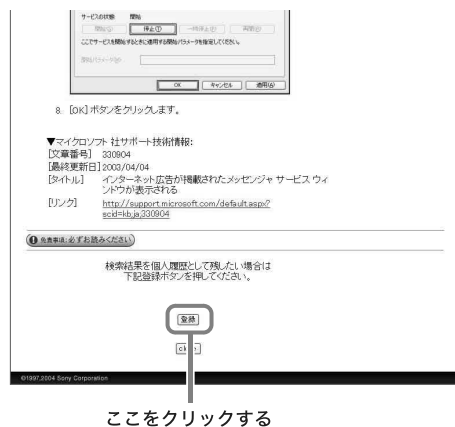 サービスの状態 開始
開始(S) 停止(T) 一時停止(P) 再開(R)
ここでサービスを開始するときに適用する開始パラメータを指定してください。
開始パラメータ(M):
OK キャンセル 適用(A)
8. [OK]ボタンをクリックします。
▼マイクロソフト 社サポート技術情報:
[文章番号] 330904
[最終更新日] 2003/04/04
[タイトル] インターネット広告が掲載されたメッセンジャ サービス ウィ
ンドウが表示される
[リンク] http://support.microsoft.com/default.aspx?
scid=kb;ja;330904
免責事項:必ずお読みください
検索結果を個人履歴として残したい場合は
下記登録ボタンを押してください。
登録
©1997,2004 Sony Corporation
ここをクリックする